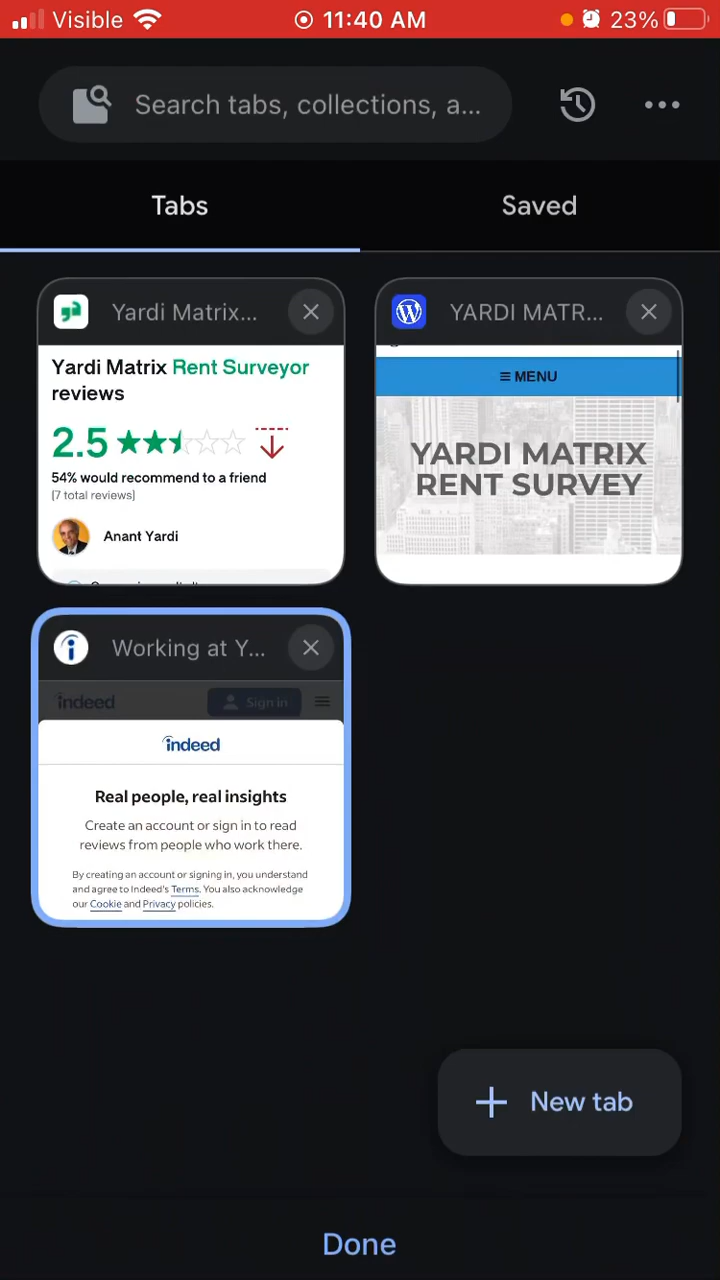 Visible 11:40 AM 23%
Search tabs, collections, a...
Tabs Saved
Yardi Matrix...
Yardi Matrix Rent Surveyor
reviews
2.5
54% would recommend to a friend
(7 total reviews)
Anant Yardi
YARDI MATR...
≡ MENU
YARDI MATRIX
RENT SURVEY
Working at Y...
indeed Sign in
indeed
Real people, real insights
Create an account or sign in to read
reviews from people who work there.
By creating an account or signing in, you understand
and agree to Indeed's Terms. You also acknowledge
our Cookie and Privacy policies.
+ New tab
Done